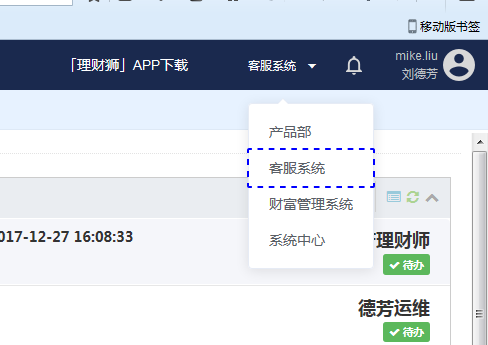 移动版书签
「理财狮」APP下载
客服系统
mike.liu
刘德芳
产品部
客服系统
财富管理系统
系统中心
017-12-27 16:08:33
理财师
待办
德芳运维
待办